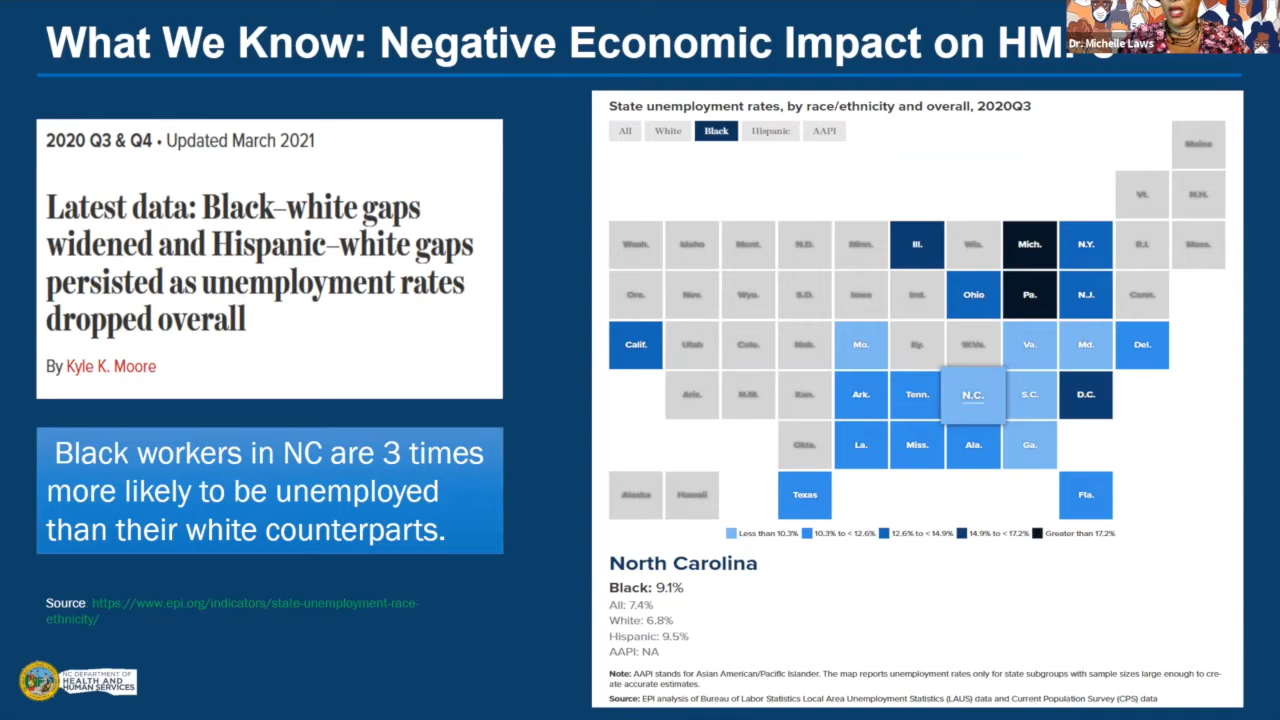 What We Know: Negative Economic Impact on HM
Dr. Michelle Laws
2020 Q3 & Q4 • Updated March 2021
Latest data: Black–white gaps
widened and Hispanic–white gaps
persisted as unemployment rates
dropped overall
By Kyle K. Moore
Black workers in NC are 3 times
more likely to be unemployed
than their white counterparts.
Source: https://www.epi.org/indicators/state-unemployment-race-
ethnicity/
NC DEPARTMENT OF
HEALTH AND
HUMAN SERVICES
State unemployment rates, by race/ethnicity and overall, 2020Q3
All White Black Hispanic AAPI
Maine
Vt. N.H.
Wash. Idaho Mont. N.D. Minn. Ill. Wis. Mich. N.Y. R.I. Mass.
Ore. Nev. Wyo. S.D. Iowa Ind. Ohio Pa. N.J. Conn.
Calif. Utah Colo. Neb. Mo. Ky. W.Va. Va. Md. Del.
Ariz. N.M. Kan. Ark. Tenn. N.C. S.C. D.C.
Okla. La. Miss. Ala. Ga.
Alaska Hawaii Texas Fla.
Less than 10.3% 10.3% to < 12.6% 12.6% to < 14.9% 14.9% to < 17.2% Greater than 17.2%
North Carolina
Black: 9.1%
All: 7.4%
White: 6.8%
Hispanic: 9.5%
AAPI: NA
Note: AAPI stands for Asian American/Pacific Islander. The map reports unemployment rates only for state subgroups with sample sizes large enough to cre-
ate accurate estimates.
Source: EPI analysis of Bureau of Labor Statistics Local Area Unemployment Statistics (LAUS) data and Current Population Survey (CPS) data